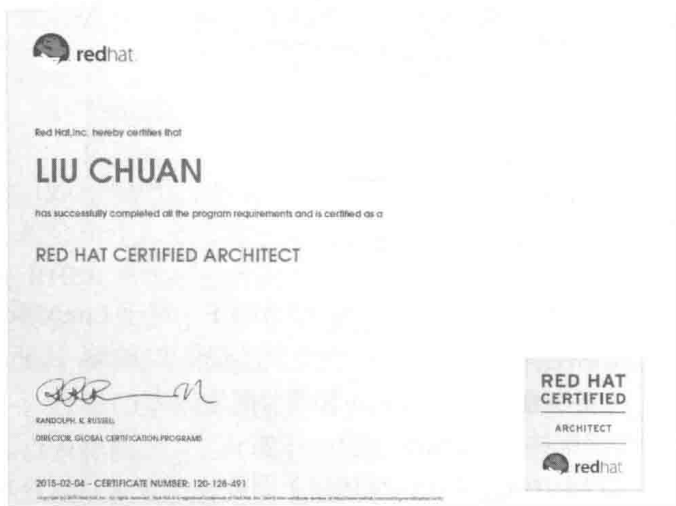 redhat.
Red Hat,Inc. hereby certifies that
LIU CHUAN
has successfully completed all the program requirements and is certified as a
RED HAT CERTIFIED ARCHITECT
RANDOLPH. R. RUSSELL
DIRECTOR, GLOBAL CERTIFICATION PROGRAMS
2015-02-04 - CERTIFICATE NUMBER: 120-128-491
RED HAT
CERTIFIED
ARCHITECT
redhat